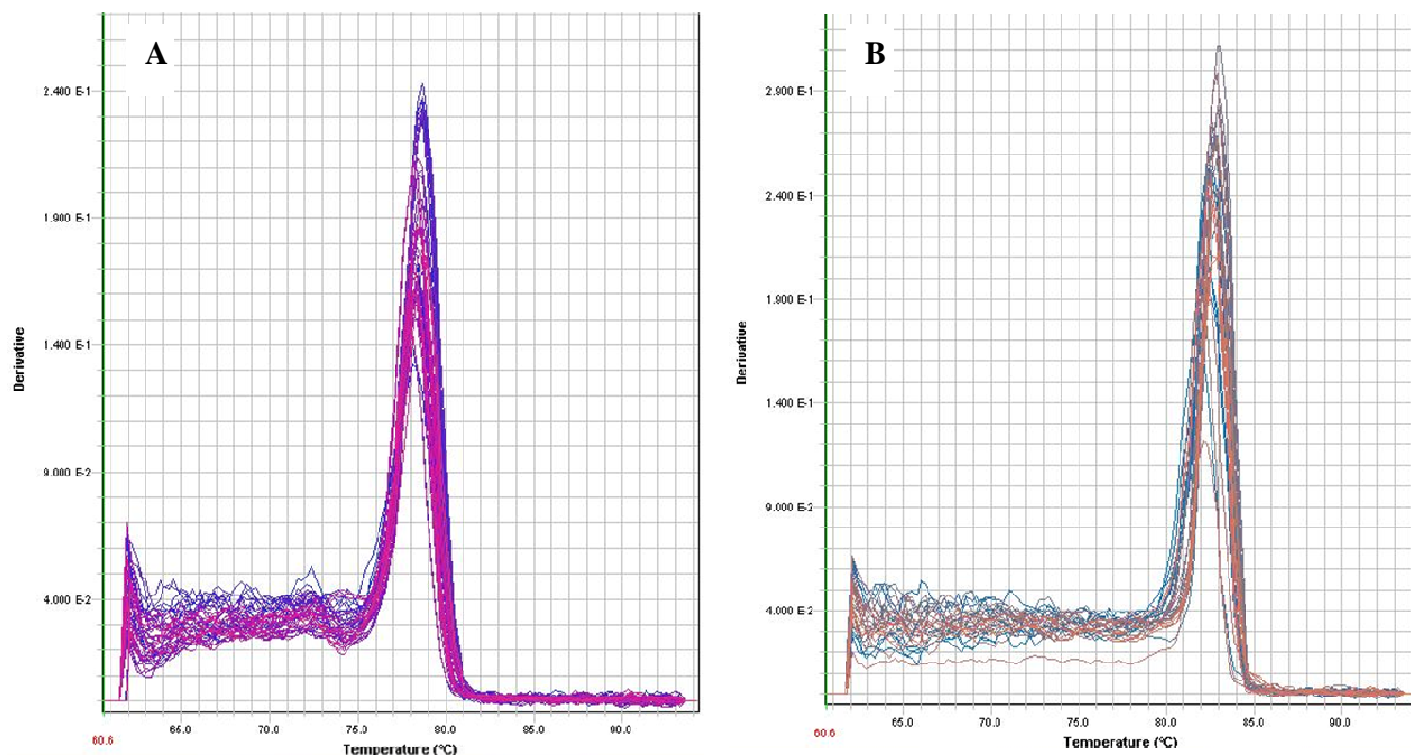 A
2.400 E-1
1.900 E-1
1.400 E-1
9.000 E-2
4.000 E-2
Derivative
60.6
65.0 70.0 75.0 80.0 85.0 90.0
Temperature (°C)
B
2.900 E-1
2.400 E-1
1.900 E-1
1.400 E-1
9.000 E-2
4.000 E-2
Derivative
60.6
65.0 70.0 75.0 80.0 85.0 90.0
Temperature (°C)